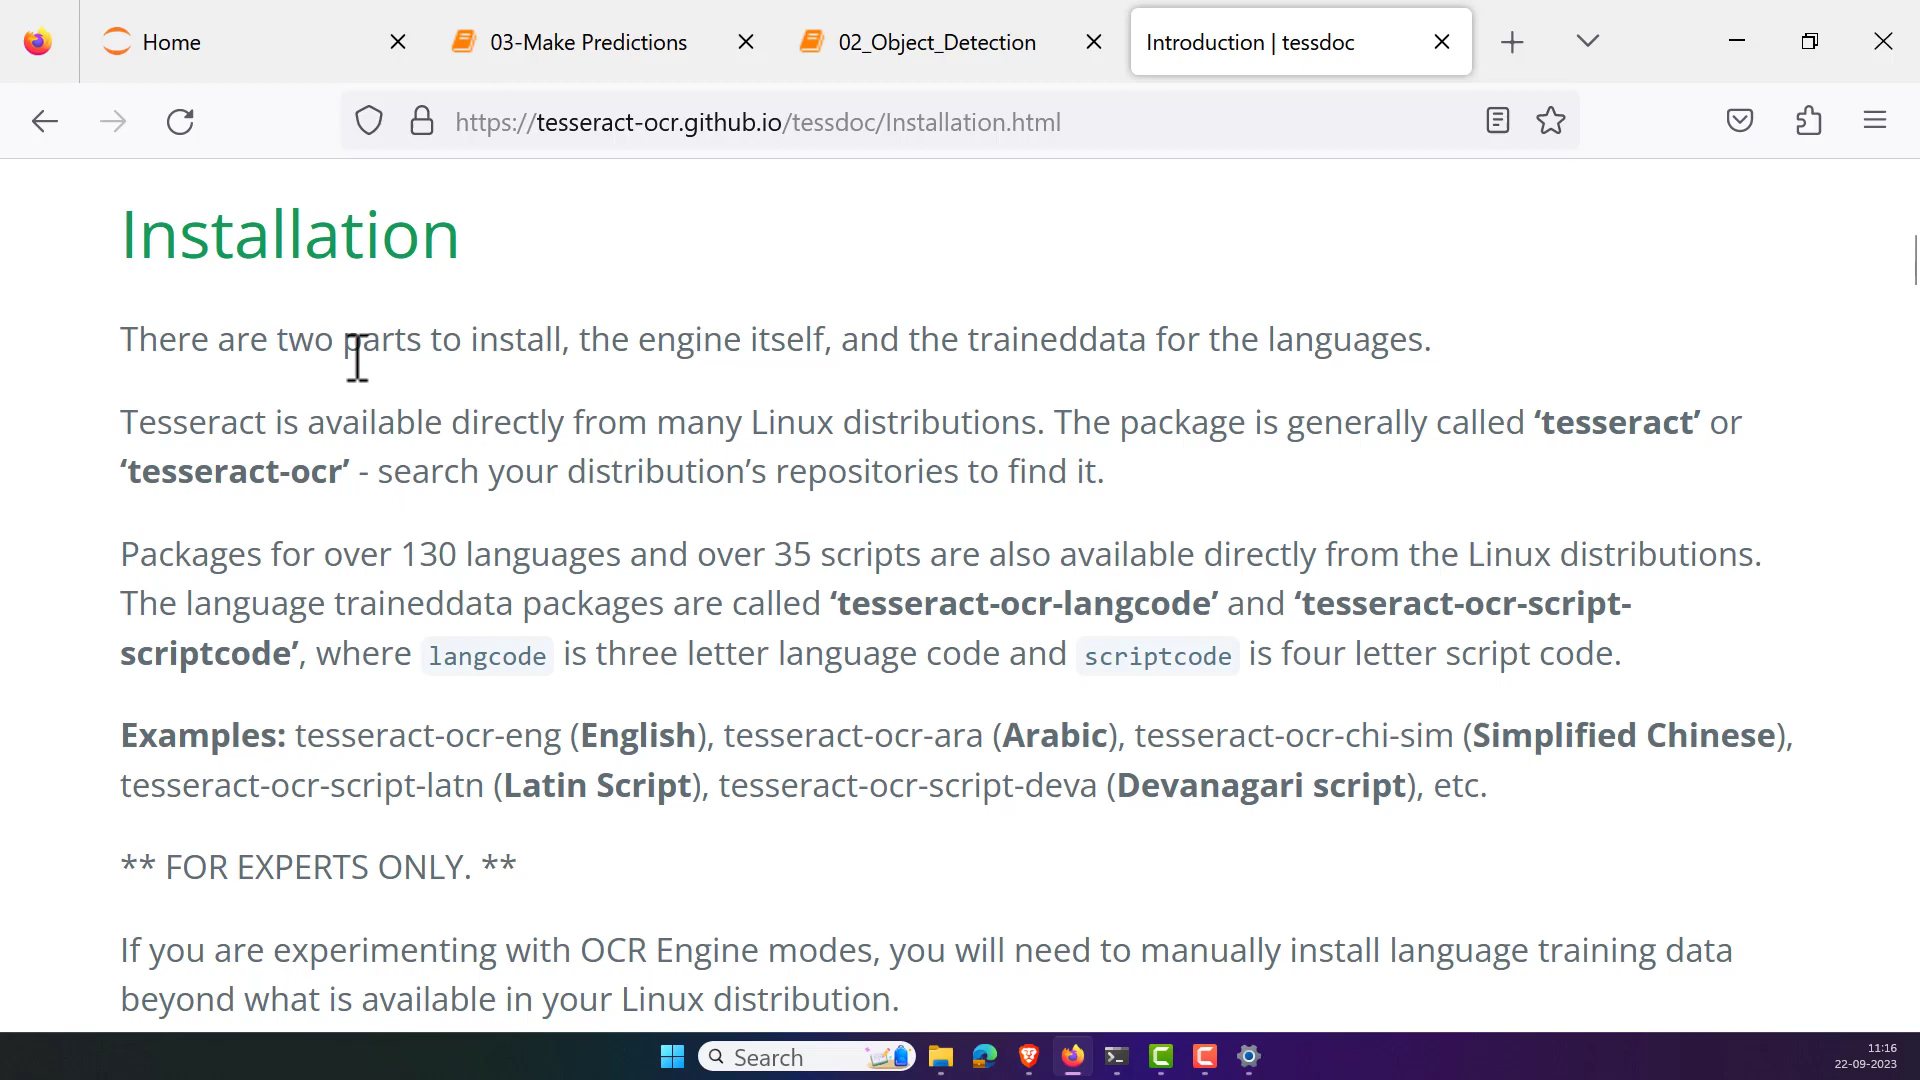 Home
03-Make Predictions
02_Object_Detection
Introduction | tessdoc
https://tesseract-ocr.github.io/tessdoc/Installation.html
Installation
There are two parts to install, the engine itself, and the traineddata for the languages.
Tesseract is available directly from many Linux distributions. The package is generally called ‘tesseract’ or
‘tesseract-ocr’ - search your distribution’s repositories to find it.
Packages for over 130 languages and over 35 scripts are also available directly from the Linux distributions.
The language traineddata packages are called ‘tesseract-ocr-langcode’ and ‘tesseract-ocr-script-
scriptcode’, where langcode is three letter language code and scriptcode is four letter script code.
Examples: tesseract-ocr-eng (English), tesseract-ocr-ara (Arabic), tesseract-ocr-chi-sim (Simplified Chinese),
tesseract-ocr-script-latn (Latin Script), tesseract-ocr-script-deva (Devanagari script), etc.
** FOR EXPERTS ONLY. **
If you are experimenting with OCR Engine modes, you will need to manually install language training data
beyond what is available in your Linux distribution.
Search
11:16
22-09-2023